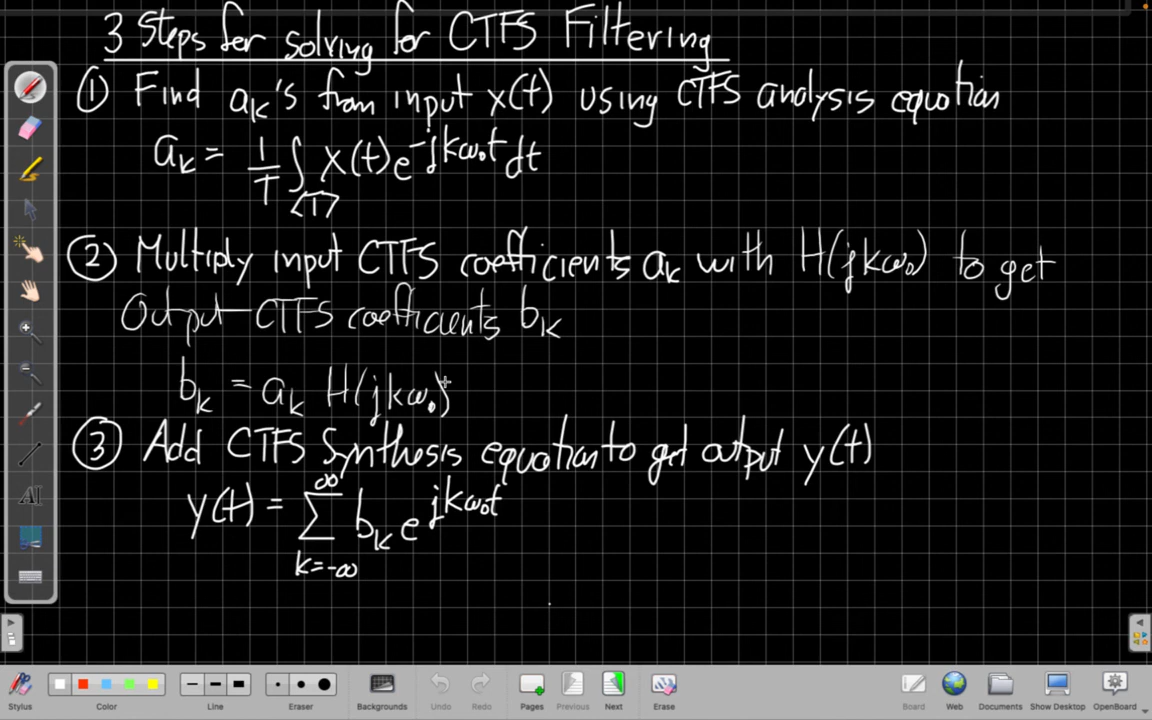 3 Steps for solving for CTFS Filtering
① Find aₖ's from input x(t) using CTFS analysis equation
aₖ = 1/T ∫<T> x(t)e^-jkω₀t dt
② Multiply input CTFS coefficients aₖ with H(jkω₀) to get
Output CTFS coefficients bₖ
bₖ = aₖ H(jkω₀)
③ Add CTFS Synthesis equation to get output y(t)
y(t) = ∑ k=-∞ ∞ bₖ e^jkω₀t
Stylus Color Line Eraser Backgrounds Undo Redo Pages Previous Next Erase Board Web Documents Show Desktop OpenBoard